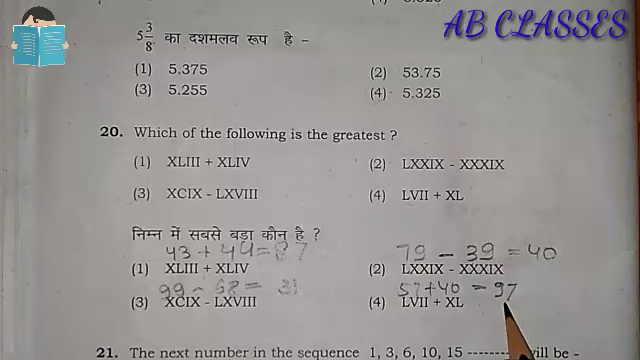 AB CLASSES
5 3/8 का दशमलव रूप है –
(1) 5.375 (2) 53.75
(3) 5.255 (4) 5.325
20. Which of the following is the greatest ?
(1) XLIII + XLIV (2) LXXIX - XXXIX
(3) XCIX - LXVIII (4) LVII + XL
निम्न में सबसे बड़ा कौन है ?
43 + 44 = 87 79 – 39 = 40
(1) XLIII + XLIV (2) LXXIX - XXXIX
99 – 68 = 31 57+40 = 97
(3) XCIX - LXVIII (4) LVII + XL
21. The next number in the sequence 1, 3, 6, 10, 15 -------- will be -